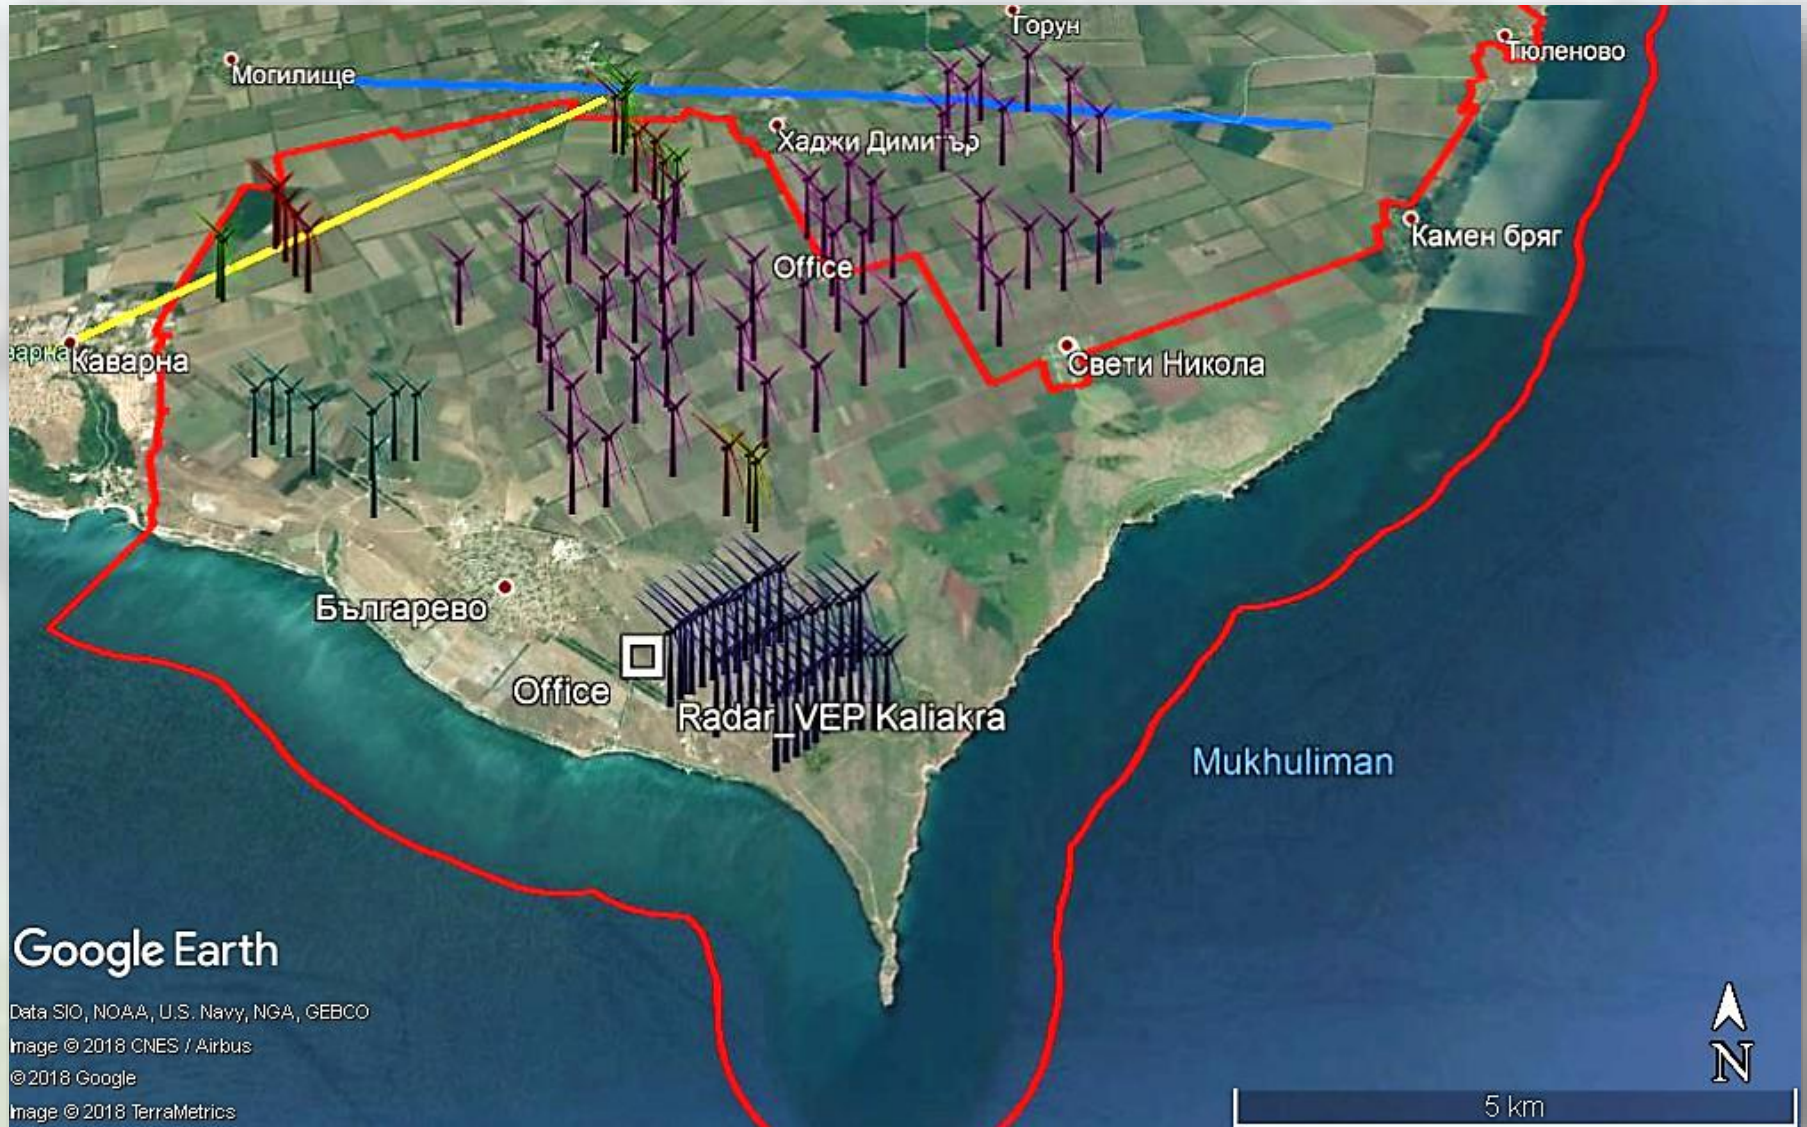 Горун
Тюленово
Могилище
Хаджи Димитър
Камен бряг
Office
Свети Никола
варна
Каварна
Българево
Office
Radar_VEP Kaliakra
Mukhuliman
Google Earth
Data SIO, NOAA, U.S. Navy, NGA, GEBCO
Image © 2018 CNES / Airbus
© 2018 Google
Image © 2018 TerraMetrics
N
5 km